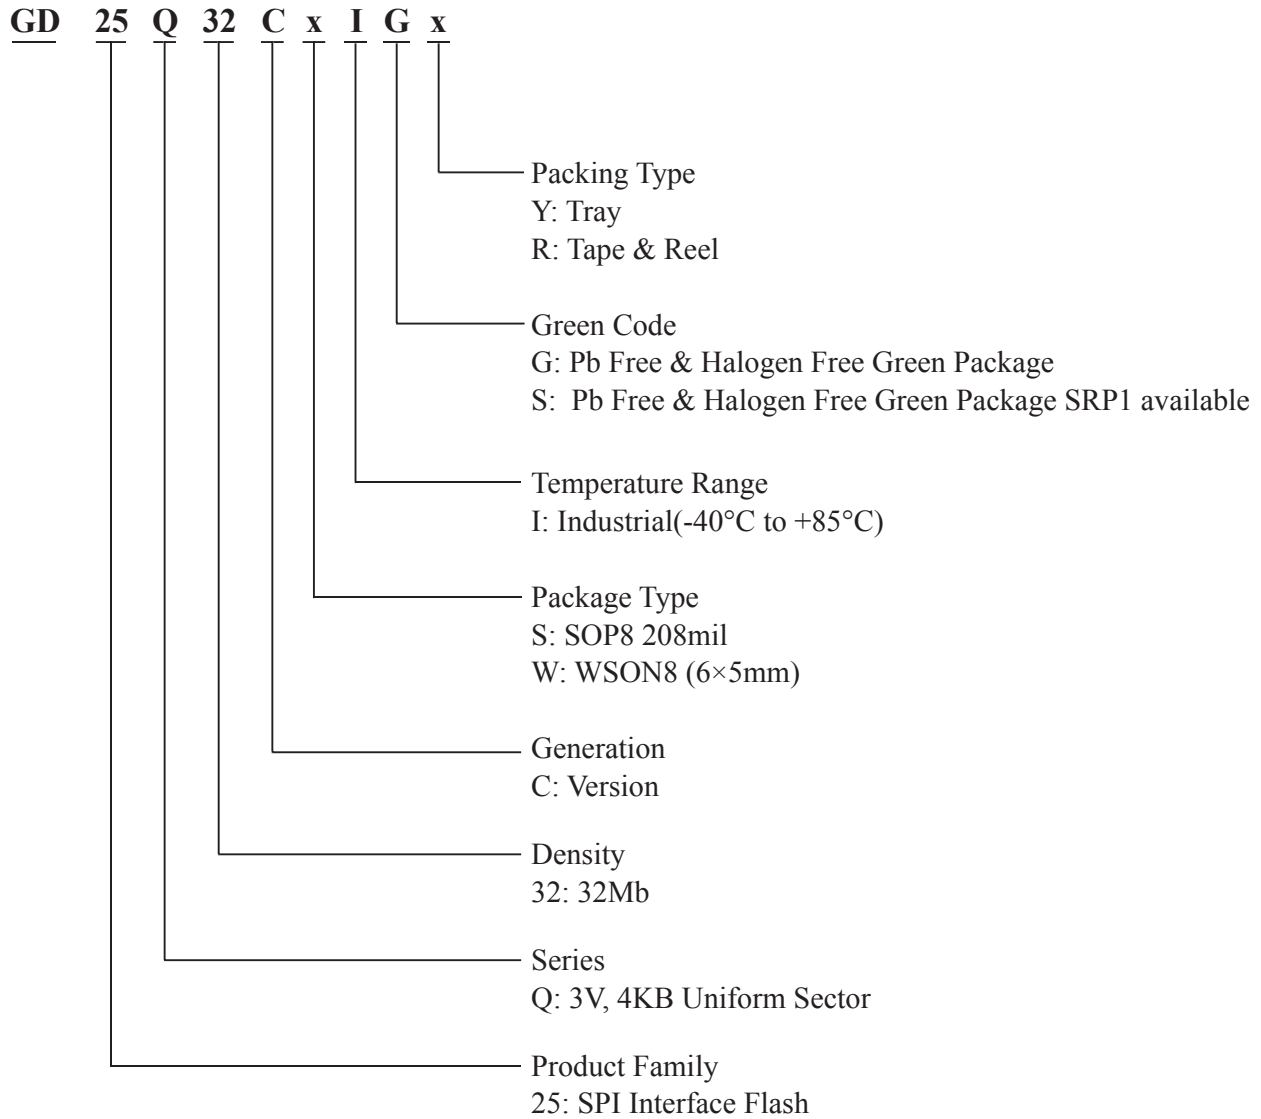 GD 25 Q 32 C x I G x
Packing Type
Y: Tray
R: Tape & Reel
Green Code
G: Pb Free & Halogen Free Green Package
S:  Pb Free & Halogen Free Green Package SRP1 available
Temperature Range
I: Industrial(-40°C to +85°C)
Package Type
S: SOP8 208mil
W: WSON8 (6×5mm)
Generation
C: Version
Density
32: 32Mb
Series
Q: 3V, 4KB Uniform Sector
Product Family
25: SPI Interface Flash